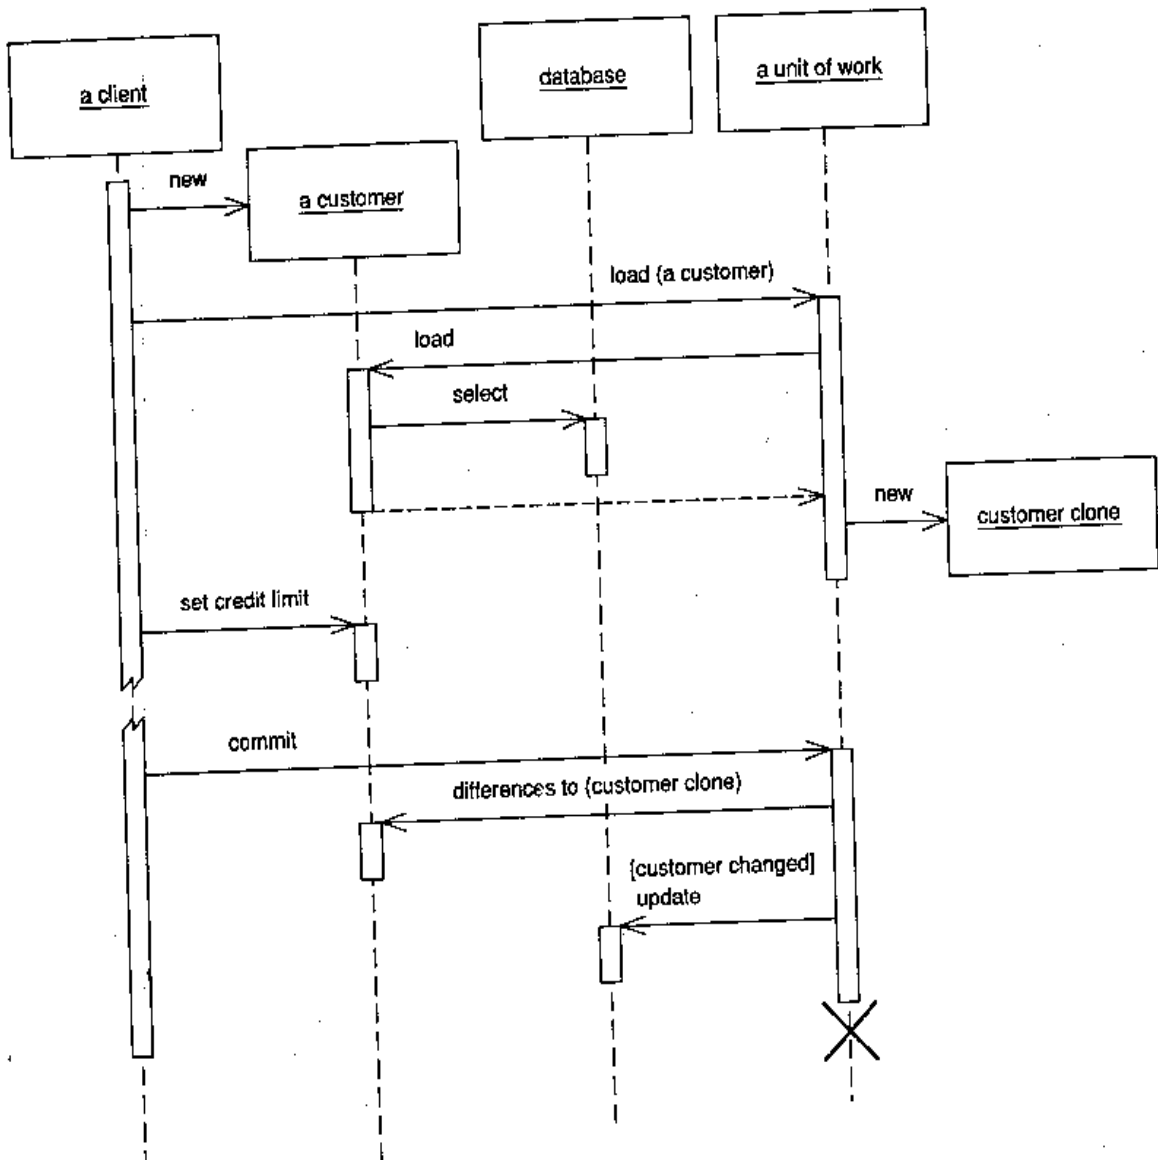 a client
database
a unit of work
new
a customer
load (a customer)
load
select
new
customer clone
set credit limit
commit
differences to (customer clone)
[customer changed]
update